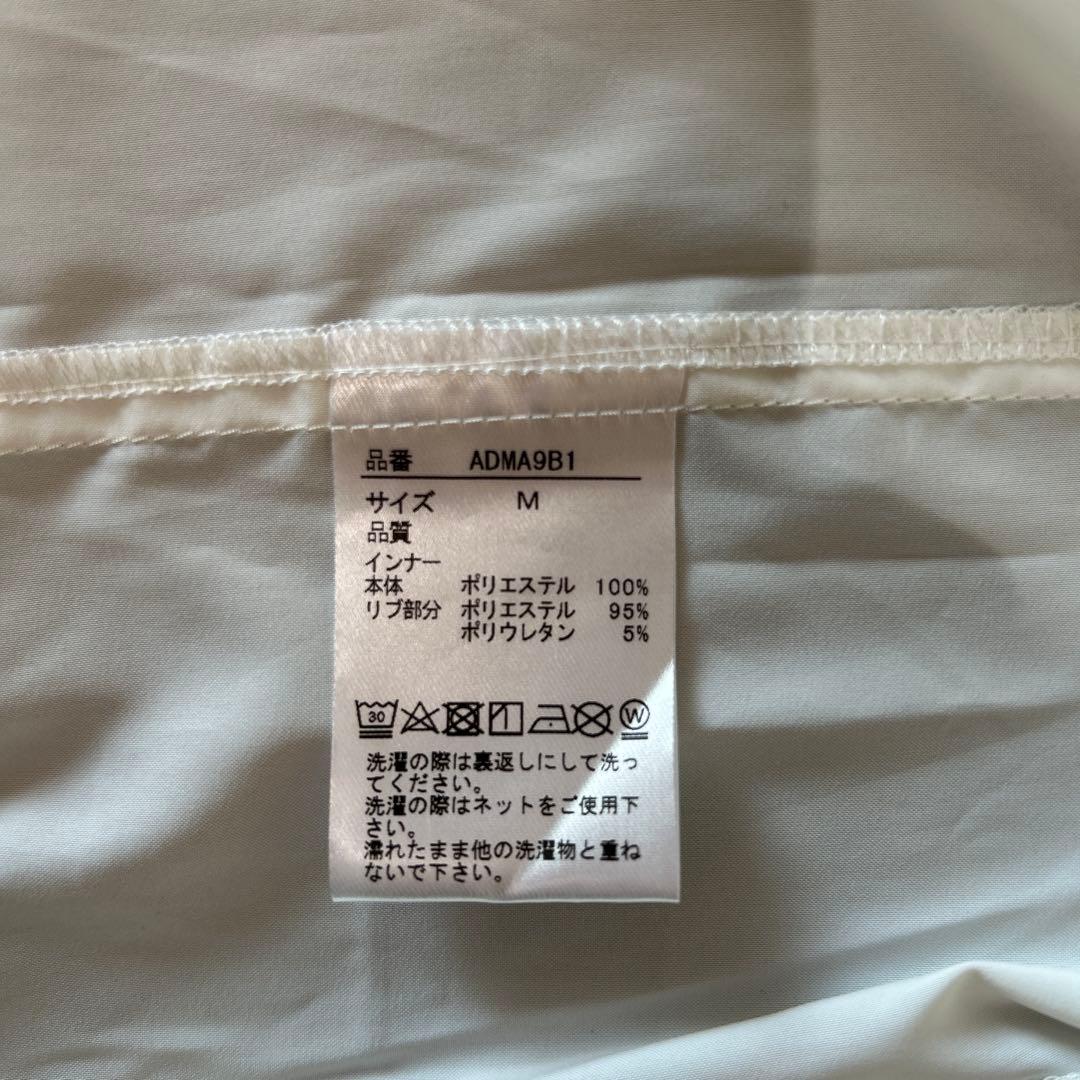 品番 ADMA9B1
サイズ M
品質
インナー
本体 ポリエステル 100%
リブ部分 ポリエステル 95%
ポリウレタン 5%
30 W
洗濯の際は裏返しにして洗っ
てください。
洗濯の際はネットをご使用下
さい。
濡れたまま他の洗濯物と重ね
ないで下さい。